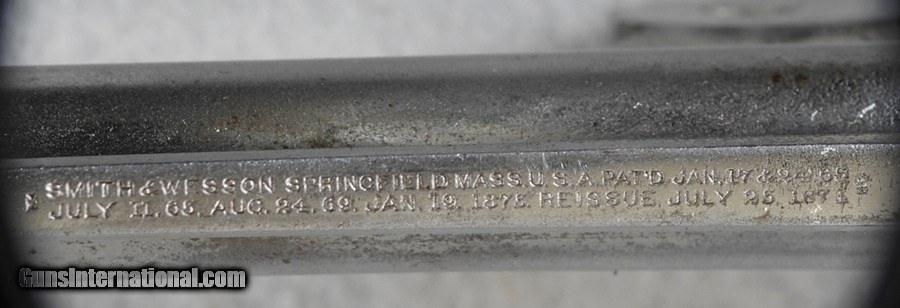 SMITH & WESSON SPRINGFIELD MASS. U.S.A. PAT'D JAN. 17 & 24. 65
JULY 11. 65. AUG. 24. 69. JAN. 19. 1875. REISSUE. JULY 25. 1871
GunsInternational.com